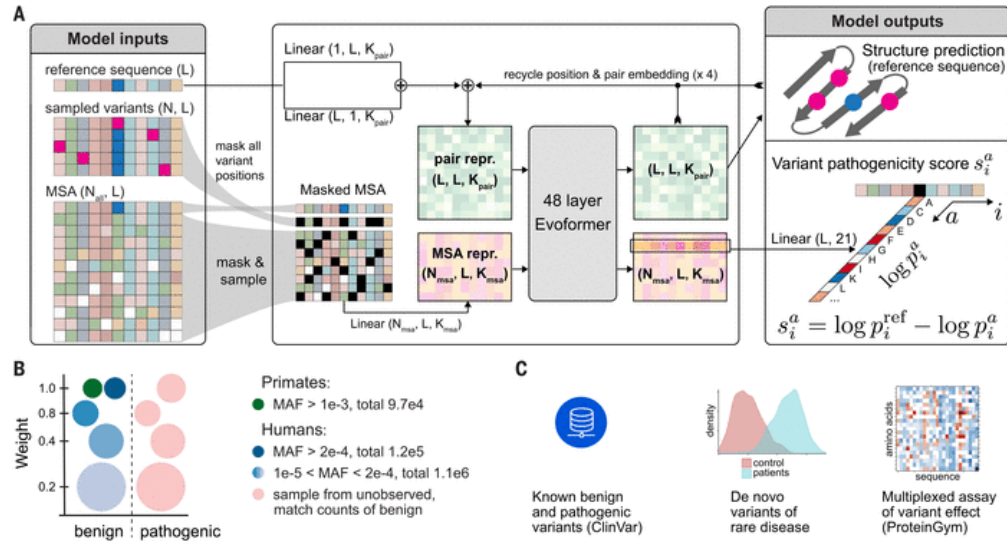 A
Model inputs
reference sequence (L)
sampled variants (N, L)
MSA (N_all, L)
mask all
variant
positions
mask &
sample
Linear (1, L, K_pair)
Linear (L, 1, K_pair)
recycle position & pair embedding (x 4)
pair repr.
(L, L, K_pair)
48 layer
Evoformer
(L, L, K_pair)
Masked MSA
MSA repr.
(N_msa, L, K_msa)
(N_msa, L, K_msa)
Linear (N_msa, L, K_msa)
Linear (L, 21)
Model outputs
Structure prediction
(reference sequence)
Variant pathogenicity score s_i^a
A
C
D
E
F
G
H
I
K
L
...
a
i
log p_i^a
s_i^a = log p_i^ref − log p_i^a
B
Weight
1.0
0.8
0.4
0.2
benign
pathogenic
Primates:
MAF > 1e-3, total 9.7e4
Humans:
MAF > 2e-4, total 1.2e5
1e-5 < MAF < 2e-4, total 1.1e6
sample from unobserved,
match counts of benign
C
Known benign
and pathogenic
variants (ClinVar)
density
control
patients
De novo
variants of
rare disease
amino acids
sequence
Multiplexed assay
of variant effect
(ProteinGym)